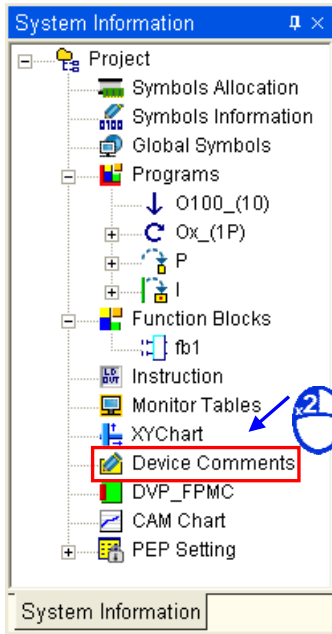 System Information
Project
Symbols Allocation
Symbols Information
Global Symbols
Programs
O100_(10)
Ox_(1P)
P
I
Function Blocks
fb1
Instruction
Monitor Tables
x2
XYChart
Device Comments
DVP_FPMC
CAM Chart
PEP Setting
System Information